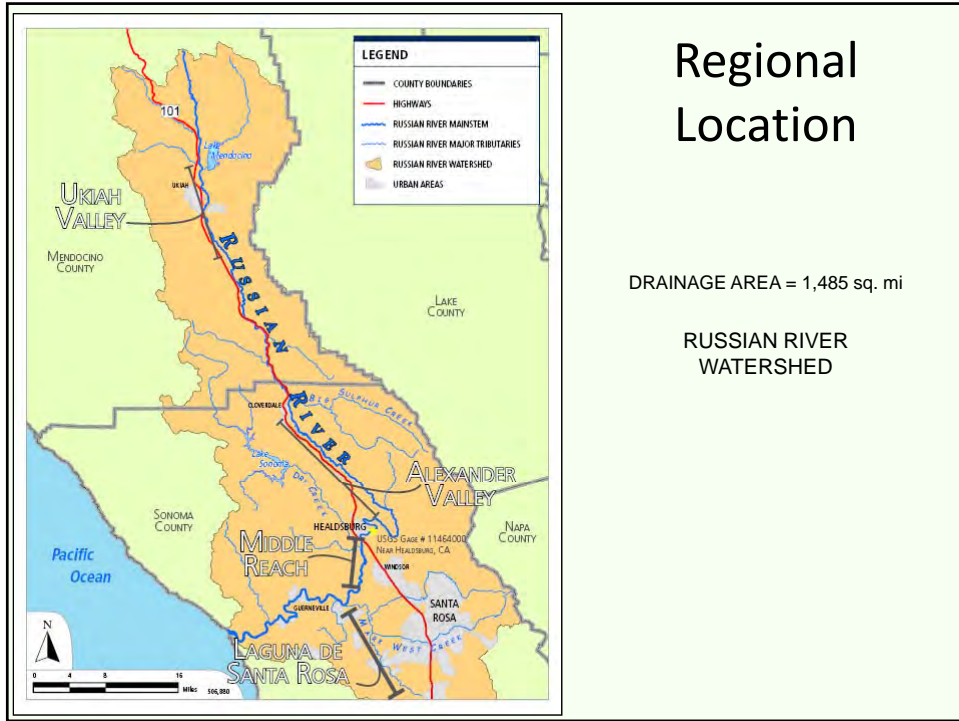 Regional
Location
DRAINAGE AREA = 1,485 sq. mi
RUSSIAN RIVER
WATERSHED
LEGEND
COUNTY BOUNDARIES
HIGHWAYS
RUSSIAN RIVER MAINSTEM
RUSSIAN RIVER MAJOR TRIBUTARIES
RUSSIAN RIVER WATERSHED
URBAN AREAS
101
Lake
Mendocino
UKIAH
UKIAH
VALLEY
MENDOCINO
COUNTY
RUSSIAN
LAKE
COUNTY
RIVER
CLOVERDALE
BIG SULPHUR CREEK
Lake
Sonoma
DRY CREEK
ALEXANDER
VALLEY
SONOMA
COUNTY
HEALDSBURG
NAPA
COUNTY
USGS GAGE # 11464000
NEAR HEALDSBURG, CA
MIDDLE
REACH
Pacific
Ocean
WINDSOR
GUERNEVILLE
SANTA
ROSA
MARK WEST CREEK
LAGUNA DE
SANTA ROSA
N
0 4 8 16
Miles